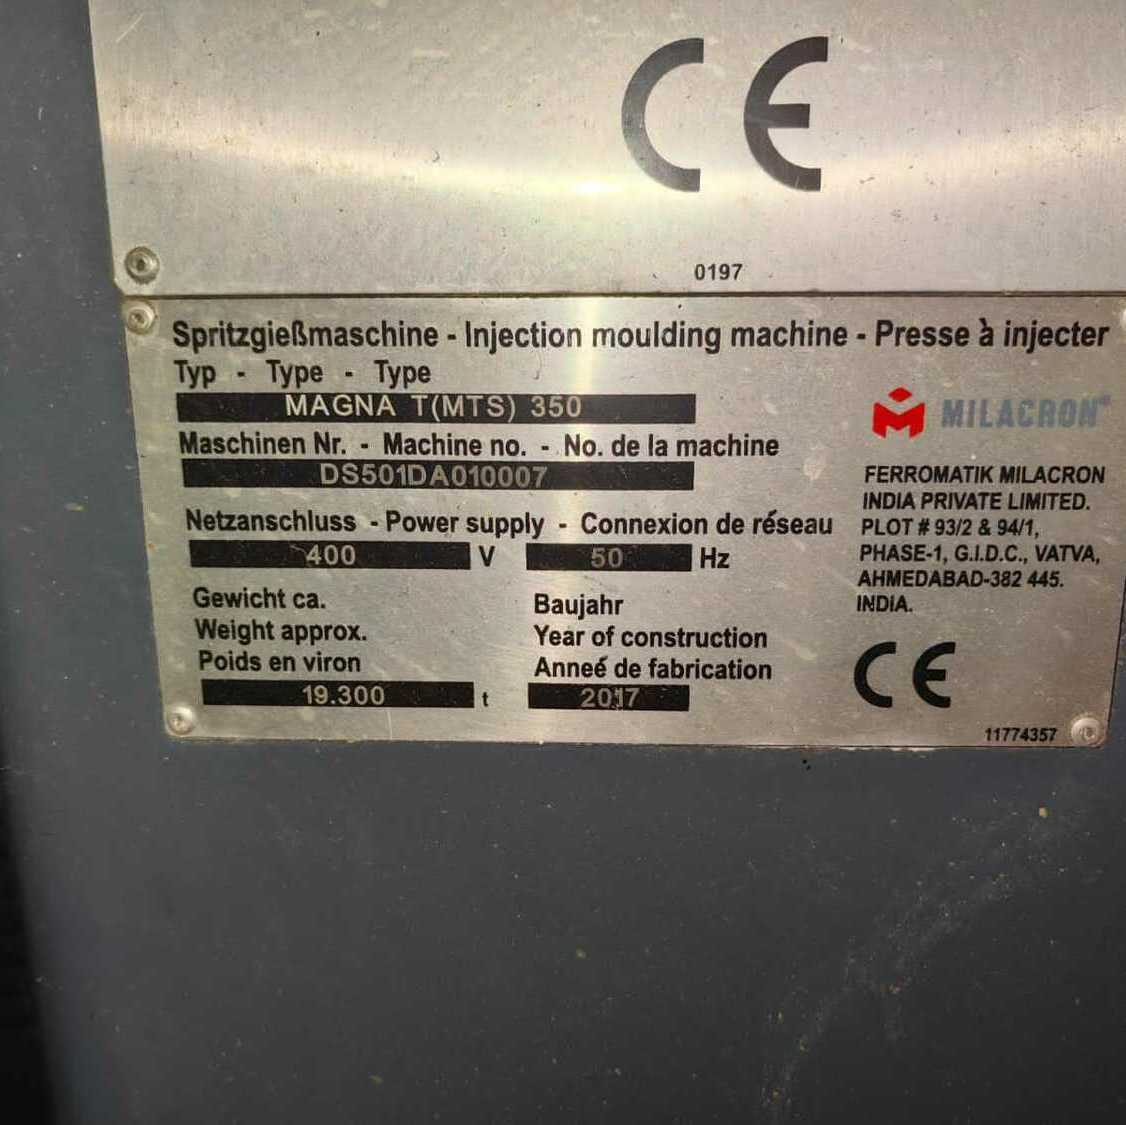 CE
0197
Spritzgießmaschine - Injection moulding machine - Presse à injecter
Typ - Type - Type
MAGNA T(MTS) 350
MILACRON®
Maschinen Nr. - Machine no. - No. de la machine
DS501DA010007
FERROMATIK MILACRON
INDIA PRIVATE LIMITED.
PLOT # 93/2 & 94/1,
PHASE-1, G.I.D.C., VATVA,
AHMEDABAD-382 445.
INDIA.
Netzanschluss - Power supply - Connexion de réseau
400 V 50 Hz
Gewicht ca.
Weight approx.
Poids en viron
19.300 t
Baujahr
Year of construction
Anneé de fabrication
2017
CE
11774357